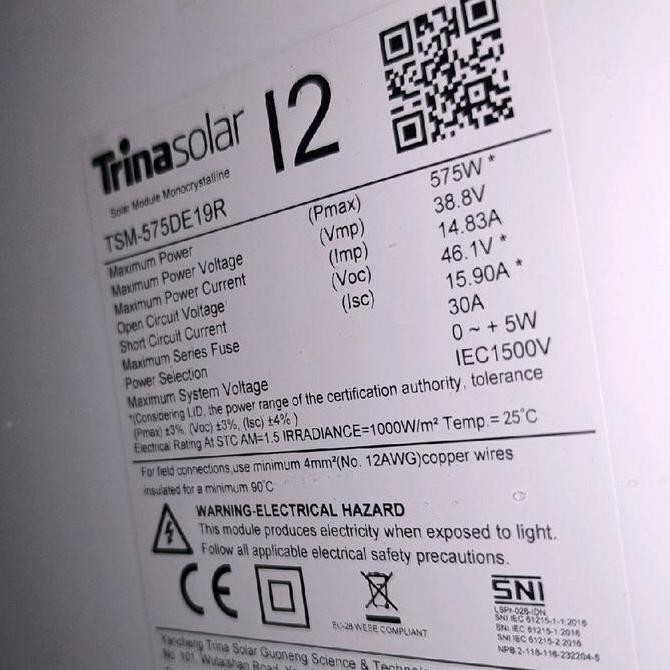 Trinasolar I2
Solar Module Monocrystalline
TSM-575DE19R
Maximum Power (Pmax) 575W*
Maximum Power Voltage (Vmp) 38.8V
Maximum Power Current (Imp) 14.83A
Open Circuit Voltage (Voc) 46.1V*
Short Circuit Current (Isc) 15.90A*
Maximum Series Fuse 30A
Power Selection 0 ~ + 5W
Maximum System Voltage IEC1500V
*(Considering LiD, the power range of the certification authority, tolerance
(Pmax) ±3%, (Voc) ±3%, (Isc) ±4% )
Electrical Rating At STC AM=1.5 IRRADIANCE=1000W/m² Temp.= 25°C
For field connections,use minimum 4mm²(No. 12AWG)copper wires
insulated for a minimum 90°C
WARNING-ELECTRICAL HAZARD
This module produces electricity when exposed to light.
Follow all applicable electrical safety precautions.
CE
EU-28 WEEE COMPLIANT
SNI
LSPr-026-IDN
SNI IEC 61215-1-1:2016
SNI IEC 61215-1:2016
SNI IEC 61215-2:2016
NPB 2-118-116-232204-6
Yancheng Trina Solar Guoneng Science &
No. 101, Road,